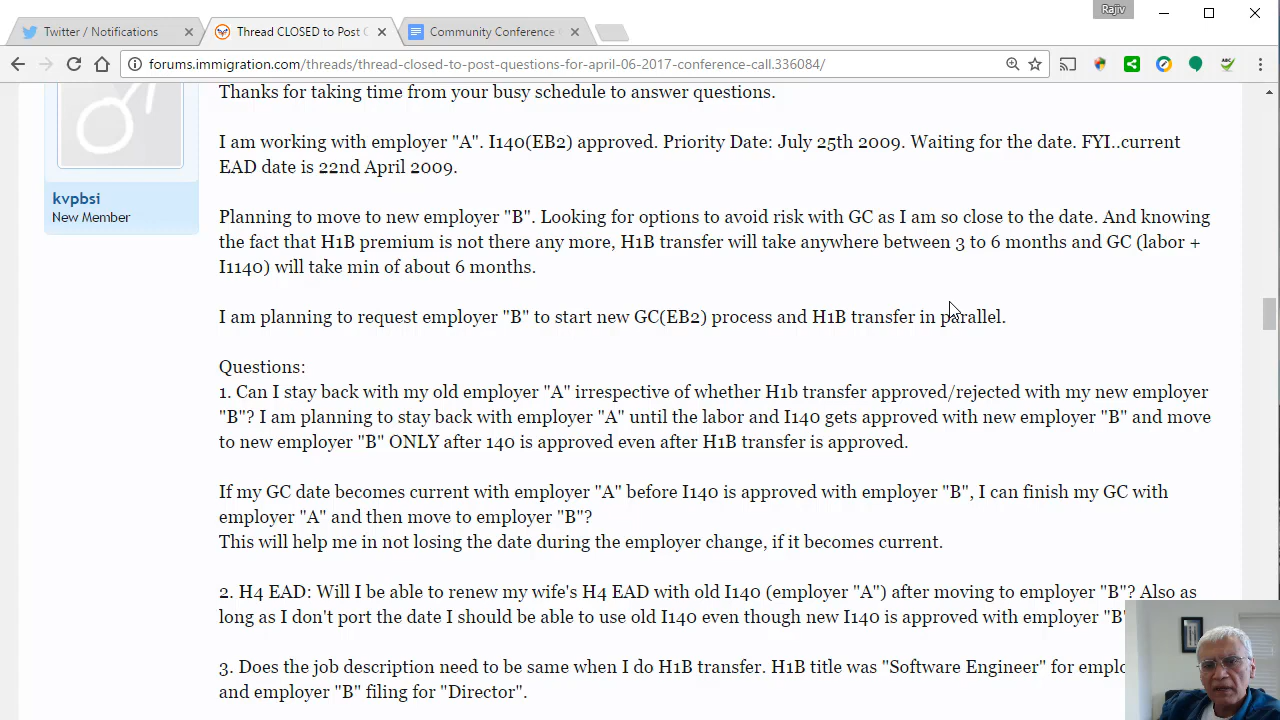 Rajiv
Twitter / Notifications
Thread CLOSED to Post
Community Conference
forums.immigration.com/threads/thread-closed-to-post-questions-for-april-06-2017-conference-call.336084/
Thanks for taking time from your busy schedule to answer questions.
I am working with employer "A". I140(EB2) approved. Priority Date: July 25th 2009. Waiting for the date. FYI..current
EAD date is 22nd April 2009.
kvpbsi
New Member
Planning to move to new employer "B". Looking for options to avoid risk with GC as I am so close to the date. And knowing
the fact that H1B premium is not there any more, H1B transfer will take anywhere between 3 to 6 months and GC (labor +
I1140) will take min of about 6 months.
I am planning to request employer "B" to start new GC(EB2) process and H1B transfer in parallel.
Questions:
1. Can I stay back with my old employer "A" irrespective of whether H1b transfer approved/rejected with my new employer
"B"? I am planning to stay back with employer "A" until the labor and I140 gets approved with new employer "B" and move
to new employer "B" ONLY after 140 is approved even after H1B transfer is approved.
If my GC date becomes current with employer "A" before I140 is approved with employer "B", I can finish my GC with
employer "A" and then move to employer "B"?
This will help me in not losing the date during the employer change, if it becomes current.
2. H4 EAD: Will I be able to renew my wife's H4 EAD with old I140 (employer "A") after moving to employer "B"? Also as
long as I don't port the date I should be able to use old I140 even though new I140 is approved with employer "B"
3. Does the job description need to be same when I do H1B transfer. H1B title was "Software Engineer" for
and employer "B" filing for "Director".